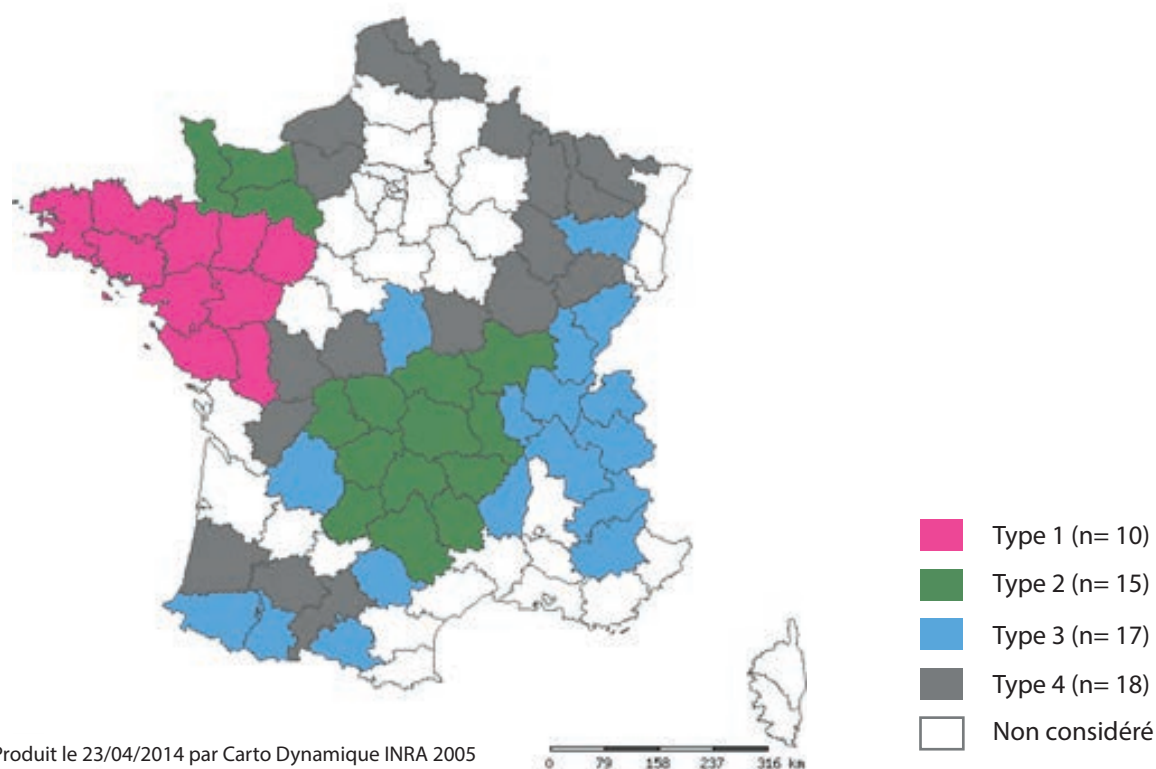 Type 1 (n= 10)
Type 2 (n= 15)
Type 3 (n= 17)
Type 4 (n= 18)
Non considéré
Produit le 23/04/2014 par Carto Dynamique INRA 2005
0 79 158 237 316 km